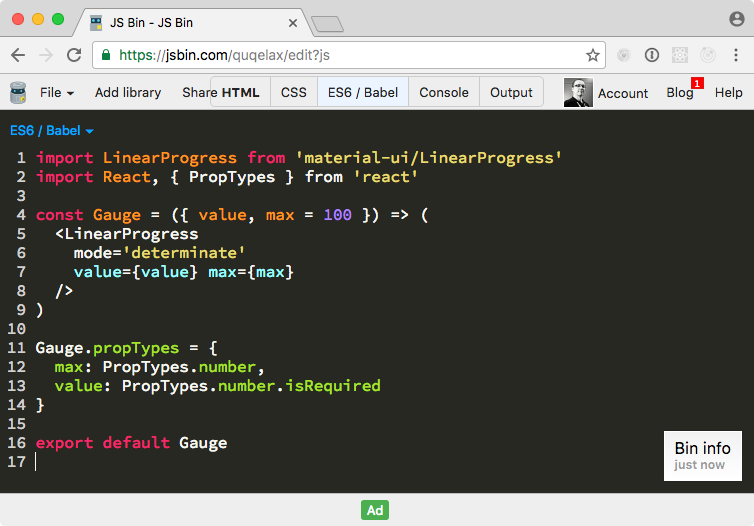 JS Bin - JS Bin
https://jsbin.com/quqelax/edit?js
File Add library Share HTML CSS ES6 / Babel Console Output Account Blog 1 Help
ES6 / Babel
1 import LinearProgress from 'material-ui/LinearProgress'
2 import React, { PropTypes } from 'react'
3
4 const Gauge = ({ value, max = 100 }) => (
5   <LinearProgress
6     mode='determinate'
7     value={value} max={max}
8   />
9 )
10
11 Gauge.propTypes = {
12   max: PropTypes.number,
13   value: PropTypes.number.isRequired
14 }
15
16 export default Gauge
17
Bin info
just now
Ad